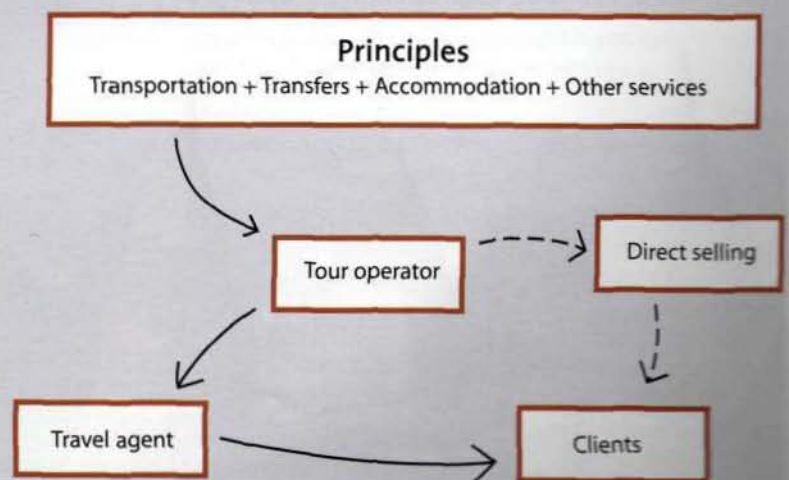 Principles
Transportation + Transfers + Accommodation + Other services
Tour operator
Direct selling
Travel agent
Clients